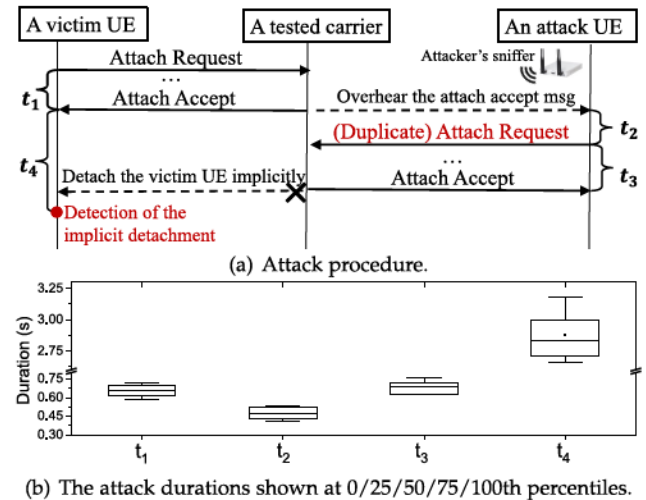 A victim UE
A tested carrier
An attack UE
Attach Request
Attacker's sniffer
...
t1
Attach Accept
Overhear the attach accept msg
(Duplicate) Attach Request
t2
t4
...
Detach the victim UE implicitly
Attach Accept
t3
Detection of the
implicit detachment
(a) Attack procedure.
Duration (s)
3.25
3.00
2.75
0.75
0.60
0.45
0.30
t1
t2
t3
t4
(b) The attack durations shown at 0/25/50/75/100th percentiles.